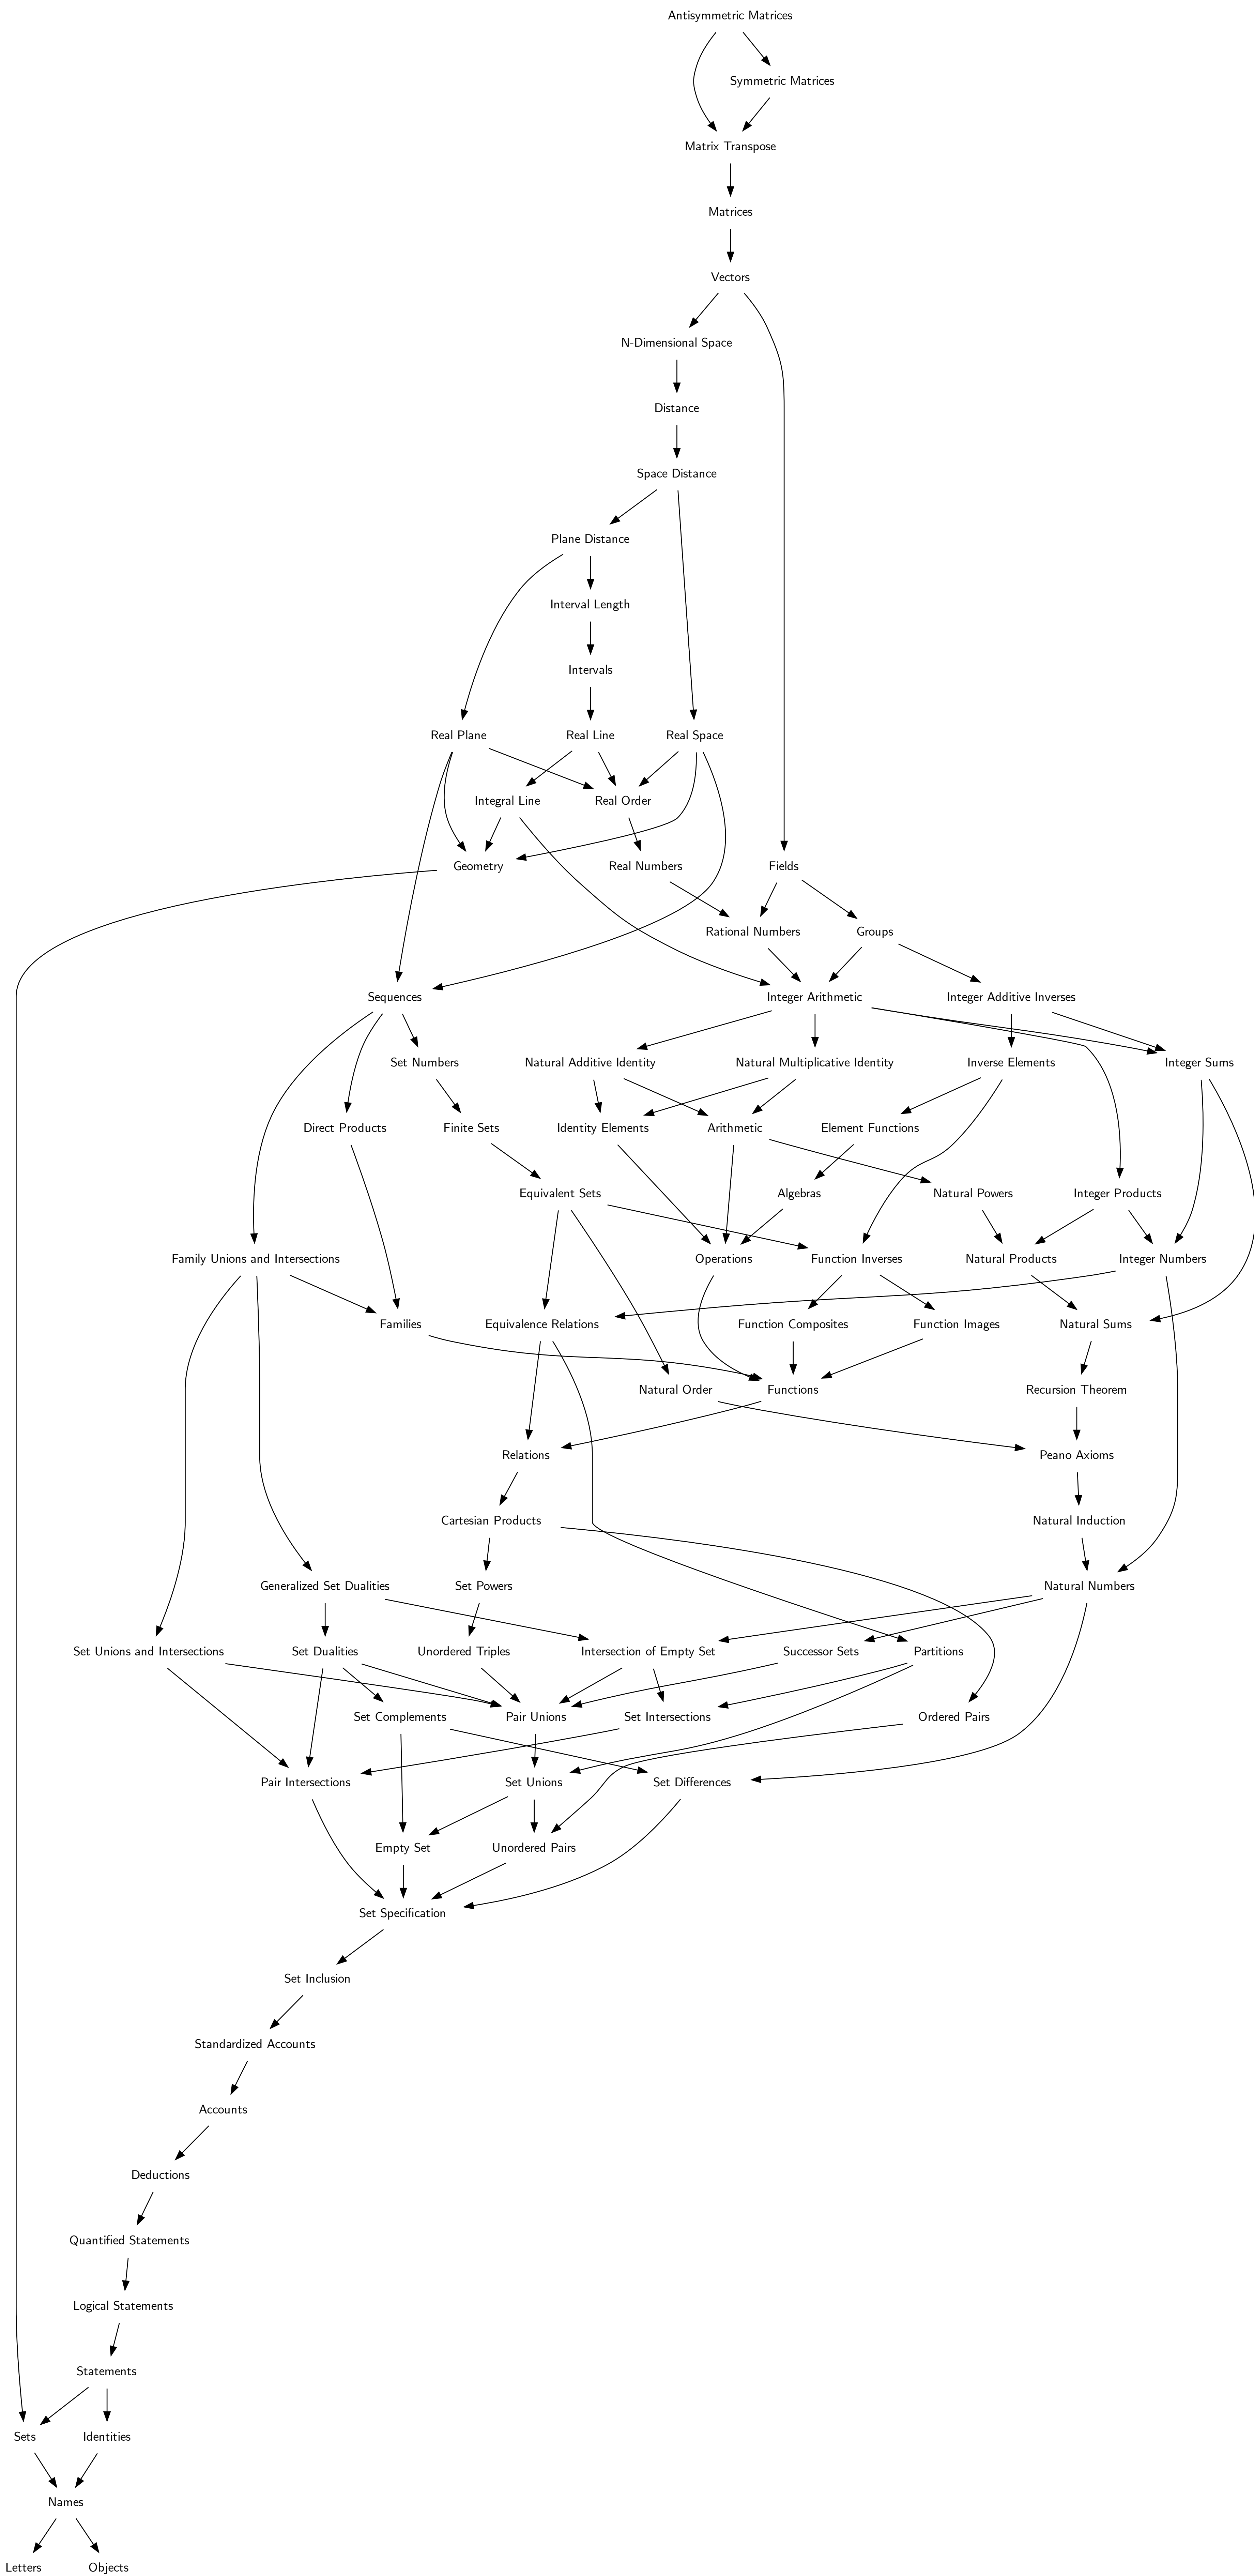 Antisymmetric Matrices
Symmetric Matrices
Matrix Transpose
Matrices
Vectors
N-Dimensional Space
Distance
Space Distance
Plane Distance
Interval Length
Intervals
Real Plane
Real Line
Real Space
Integral Line
Real Order
Geometry
Real Numbers
Fields
Rational Numbers
Groups
Sequences
Integer Arithmetic
Integer Additive Inverses
Set Numbers
Natural Additive Identity
Natural Multiplicative Identity
Inverse Elements
Integer Sums
Direct Products
Finite Sets
Identity Elements
Arithmetic
Element Functions
Equivalent Sets
Algebras
Natural Powers
Integer Products
Family Unions and Intersections
Operations
Function Inverses
Natural Products
Integer Numbers
Families
Equivalence Relations
Function Composites
Function Images
Natural Sums
Natural Order
Functions
Recursion Theorem
Relations
Peano Axioms
Cartesian Products
Natural Induction
Generalized Set Dualities
Set Powers
Natural Numbers
Set Unions and Intersections
Set Dualities
Unordered Triples
Intersection of Empty Set
Successor Sets
Partitions
Set Complements
Pair Unions
Set Intersections
Ordered Pairs
Pair Intersections
Set Unions
Set Differences
Empty Set
Unordered Pairs
Set Specification
Set Inclusion
Standardized Accounts
Accounts
Deductions
Quantified Statements
Logical Statements
Statements
Sets
Identities
Names
Letters
Objects